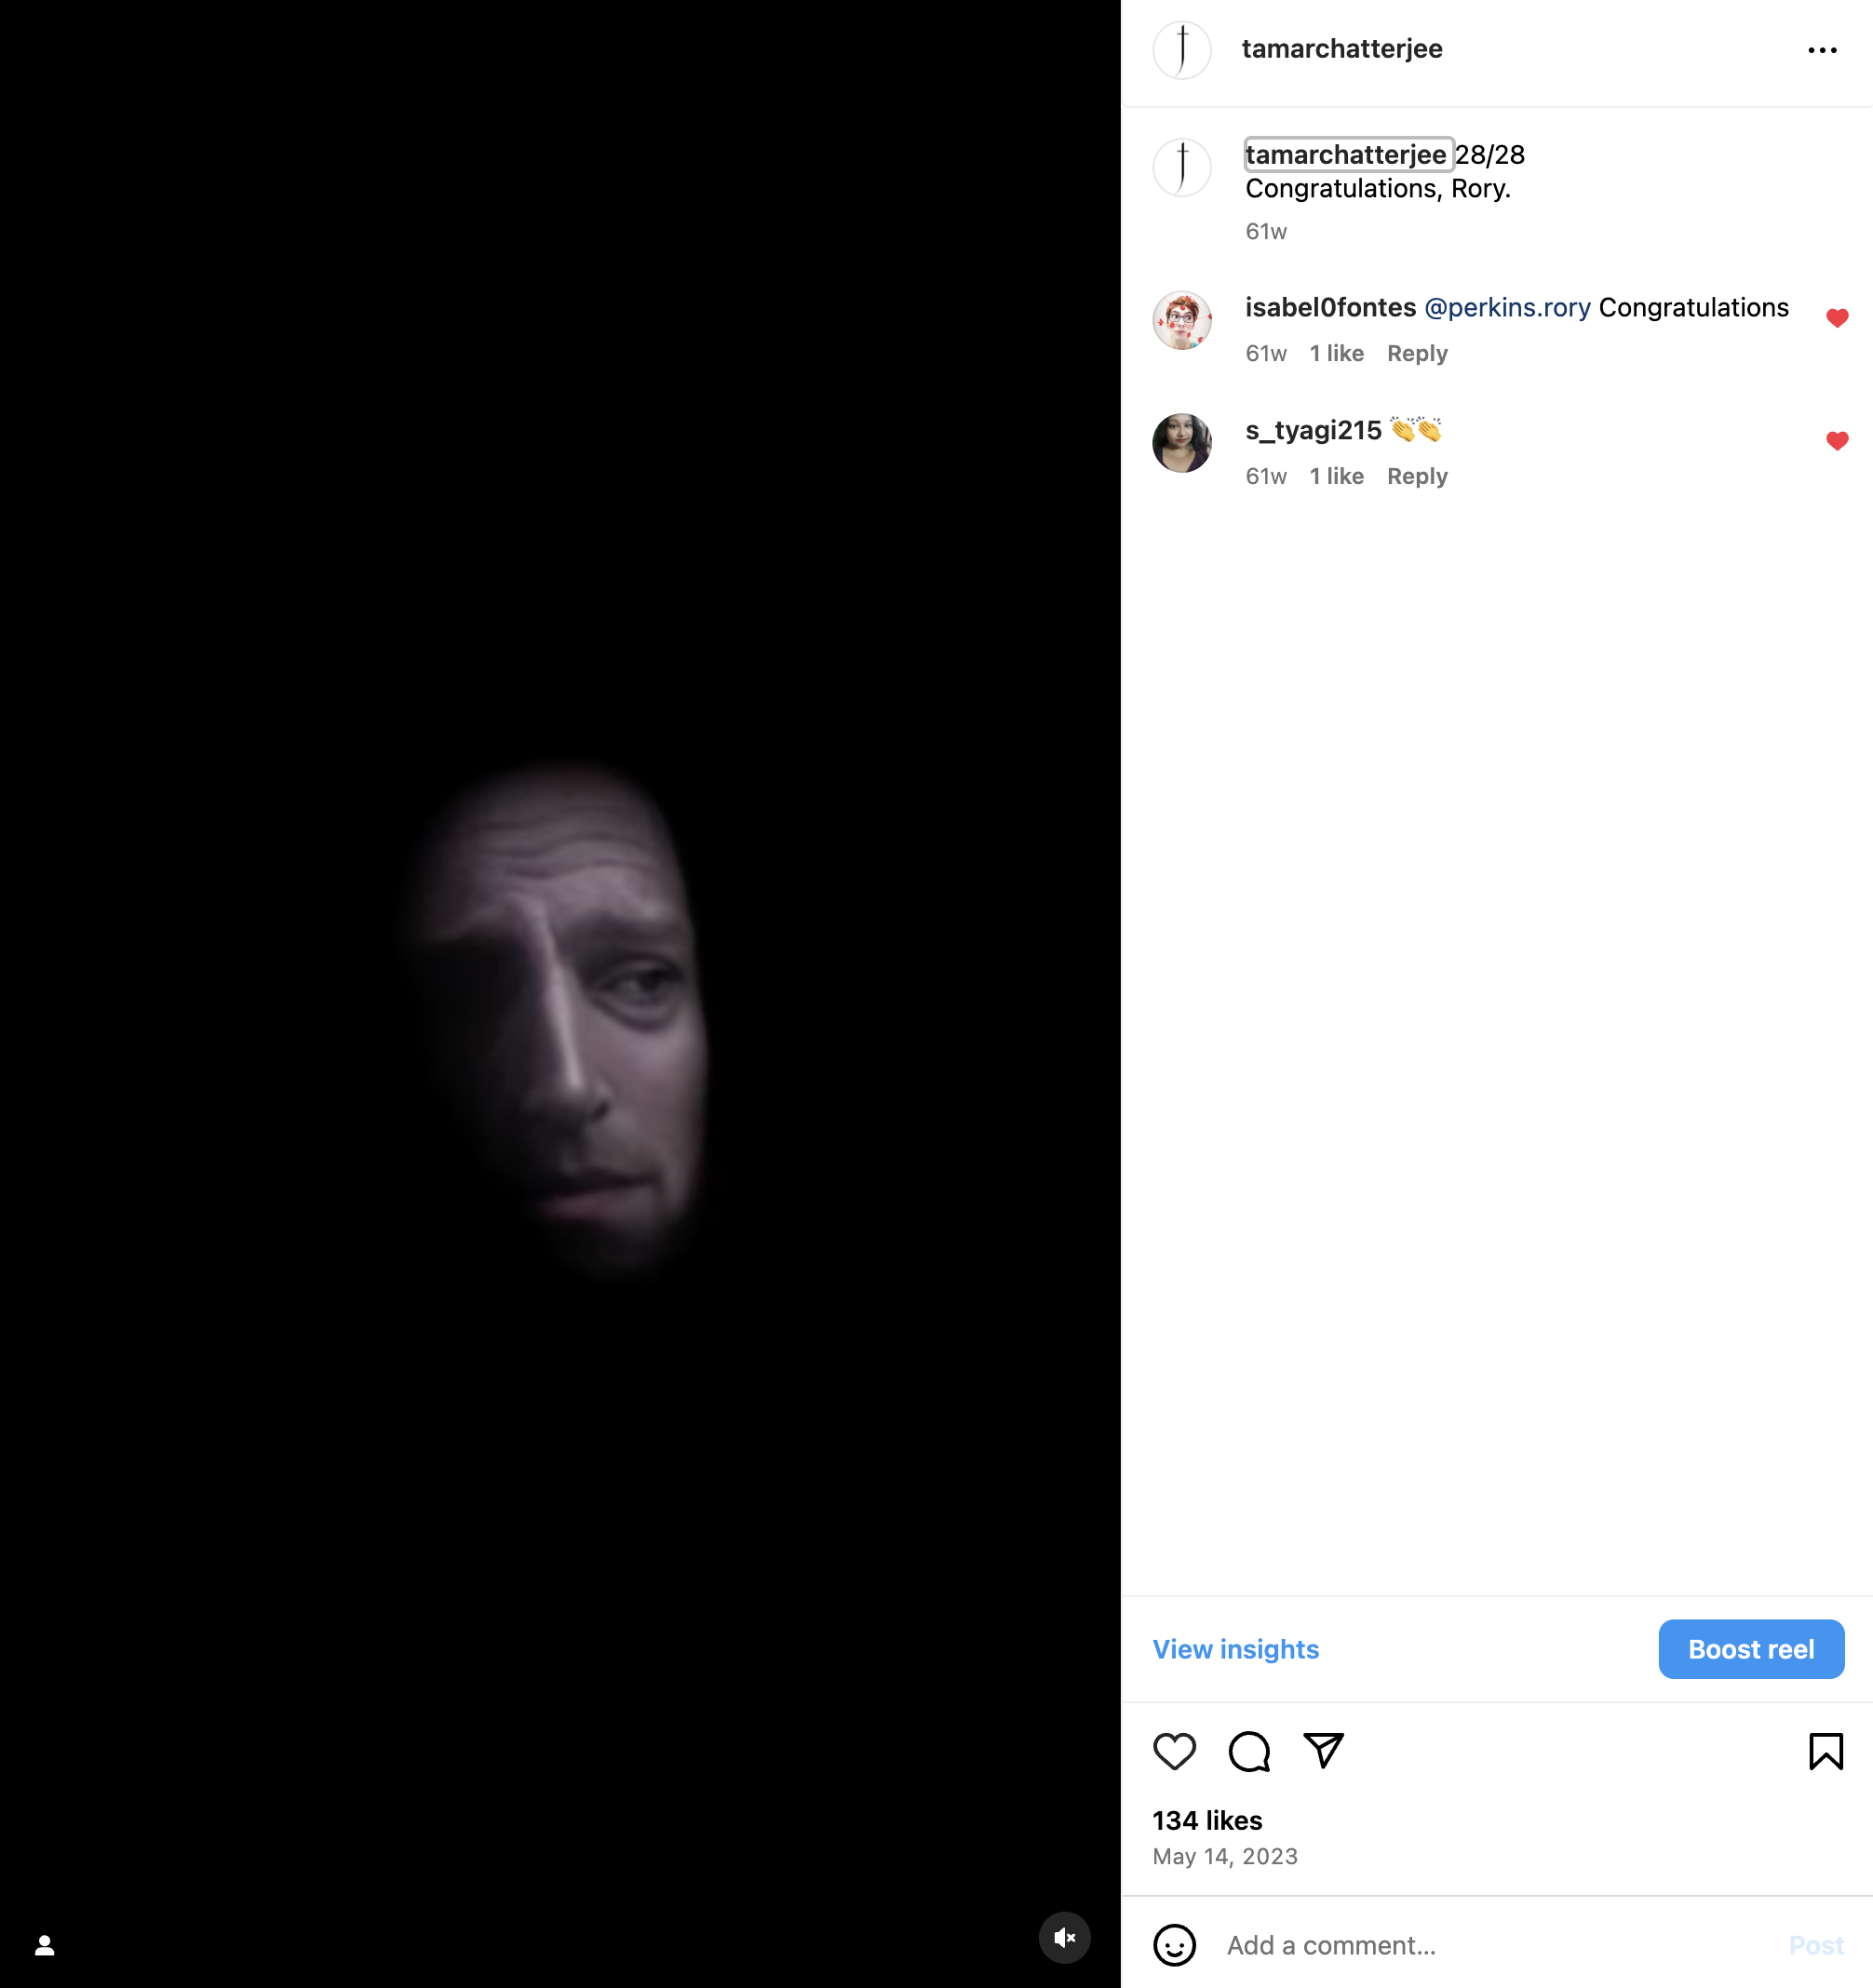 tamarchatterjee
tamarchatterjee 28/28
Congratulations, Rory.
61w
isabel0fontes @perkins.rory Congratulations
61w 1 like Reply
s_tyagi215 👏👏
61w 1 like Reply
View insights
Boost reel
134 likes
May 14, 2023
Add a comment...
Post